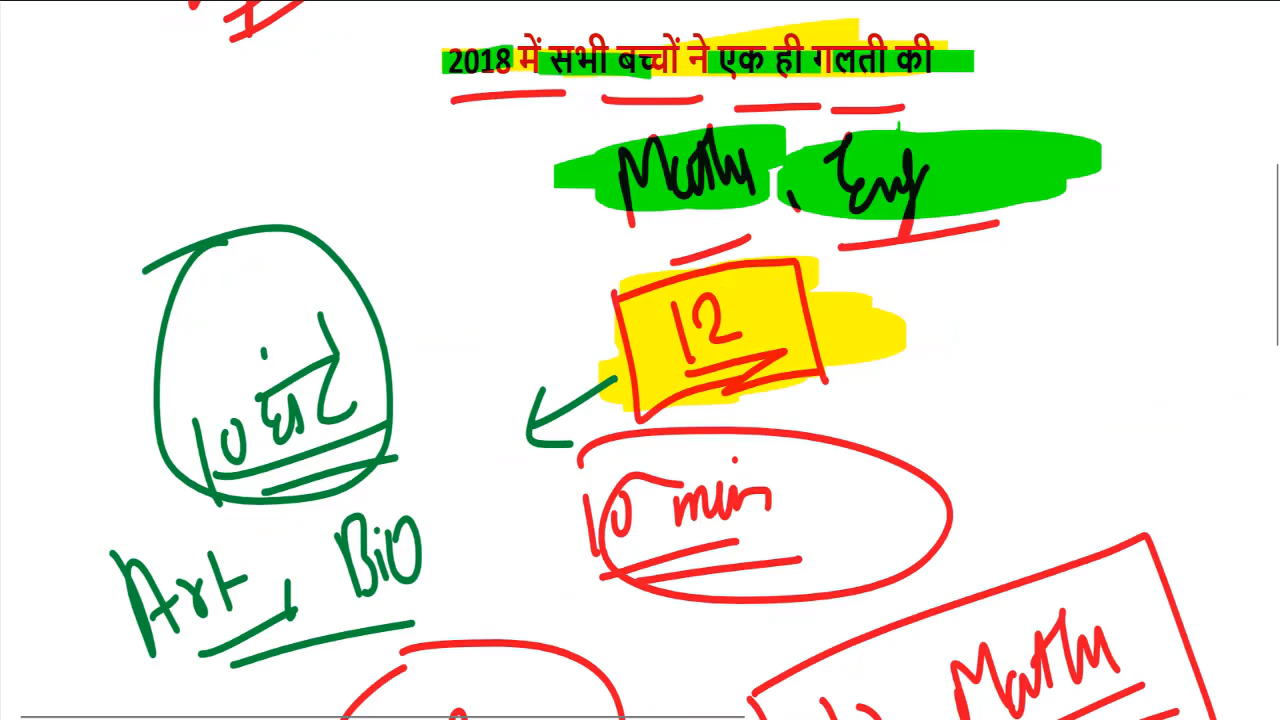 2018 में सभी बच्चों ने एक ही गलती की
Math, Eng
12
10 घंटे
10 min
Art, BiO
Math